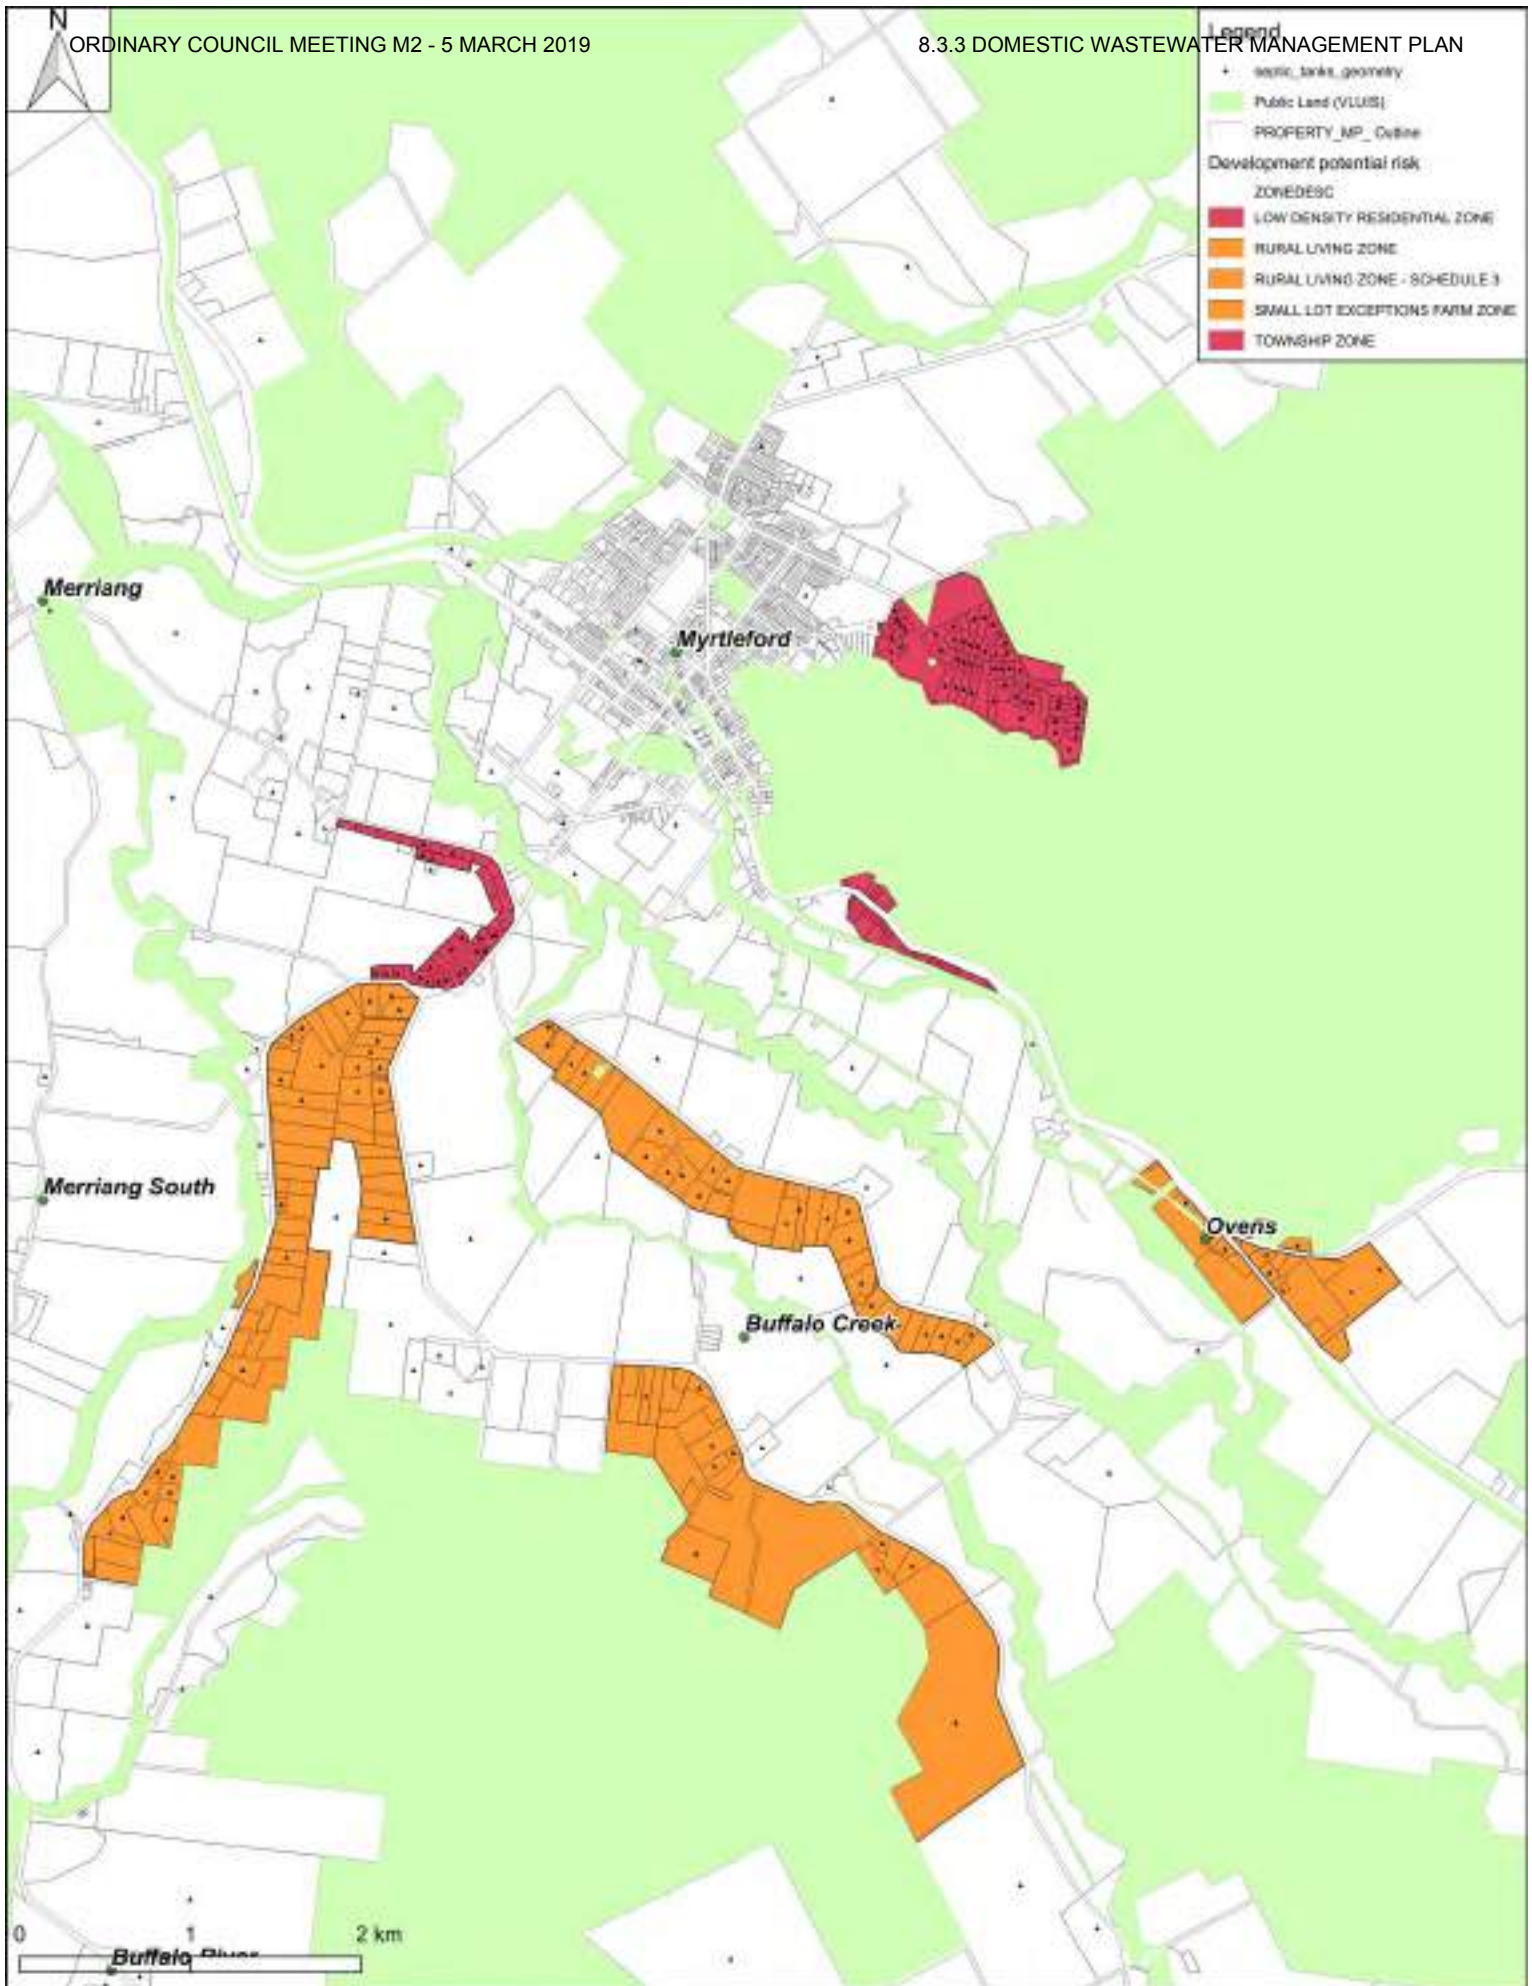 N
ORDINARY COUNCIL MEETING M2 - 5 MARCH 2019
8.3.3 DOMESTIC WASTEWATER MANAGEMENT PLAN
Legend
septic_tanks_geometry
Public Land (VLUIS)
PROPERTY_MP_ Outline
Development potential risk
ZONEDESC
LOW DENSITY RESIDENTIAL ZONE
RURAL LIVING ZONE
RURAL LIVING ZONE - SCHEDULE 3
SMALL LOT EXCEPTIONS FARM ZONE
TOWNSHIP ZONE
Merriang
Myrtleford
Merriang South
Ovens
Buffalo Creek
0 1 2 km
Buffalo River